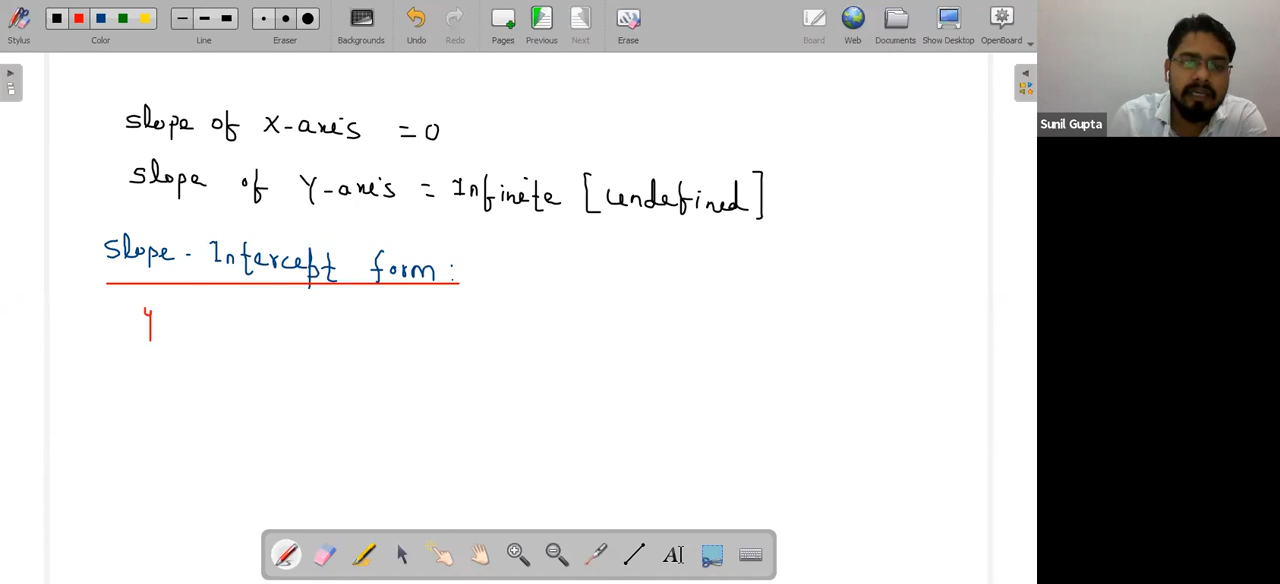 Stylus
Color
Line
Eraser
Backgrounds
Undo
Redo
Pages
Previous
Next
Erase
Board
Web
Documents
Show Desktop
OpenBoard
Sunil Gupta
slope of X-axis = 0
slope of Y-axis = Infinite [undefined]
Slope - Intercept form :
y
AI